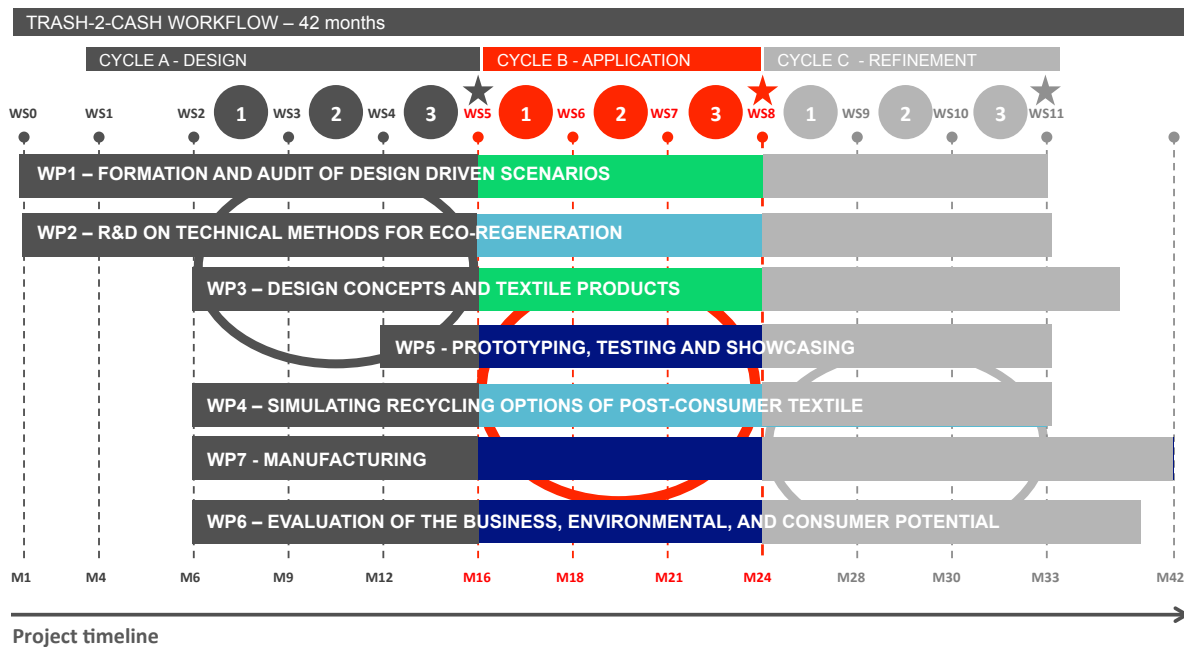 TRASH-2-CASH WORKFLOW – 42 months
CYCLE A - DESIGN CYCLE B - APPLICATION CYCLE C - REFINEMENT
WS0 WS1 WS2 1 WS3 2 WS4 3 WS5 1 WS6 2 WS7 3 WS8 1 WS9 2 WS10 3 WS11
WP1 – FORMATION AND AUDIT OF DESIGN DRIVEN SCENARIOS
WP2 – R&D ON TECHNICAL METHODS FOR ECO-REGENERATION
WP3 – DESIGN CONCEPTS AND TEXTILE PRODUCTS
WP5 - PROTOTYPING, TESTING AND SHOWCASING
WP4 – SIMULATING RECYCLING OPTIONS OF POST-CONSUMER TEXTILE
WP7 - MANUFACTURING
WP6 – EVALUATION OF THE BUSINESS, ENVIRONMENTAL, AND CONSUMER POTENTIAL
M1 M4 M6 M9 M12 M16 M18 M21 M24 M28 M30 M33 M42
Project timeline